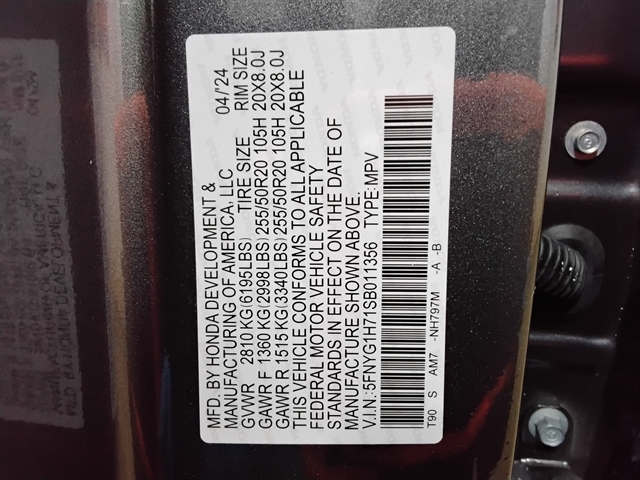 MFD. BY HONDA DEVELOPMENT &
MANUFACTURING OF AMERICA, LLC 04/'24
GVWR 2810 KG (6195LBS) TIRE SIZE RIM SIZE
GAWR F 1360 KG (2998LBS) 255/50R20 105H 20X8.0J
GAWR R 1515 KG (3340LBS) 255/50R20 105H 20X8.0J
THIS VEHICLE CONFORMS TO ALL APPLICABLE
FEDERAL MOTOR VEHICLE SAFETY
STANDARDS IN EFFECT ON THE DATE OF
MANUFACTURE SHOWN ABOVE.
V.I.N.:5FNYG1H71SB011356 TYPE:MPV
T90 S AM7 -NH797M -A -B